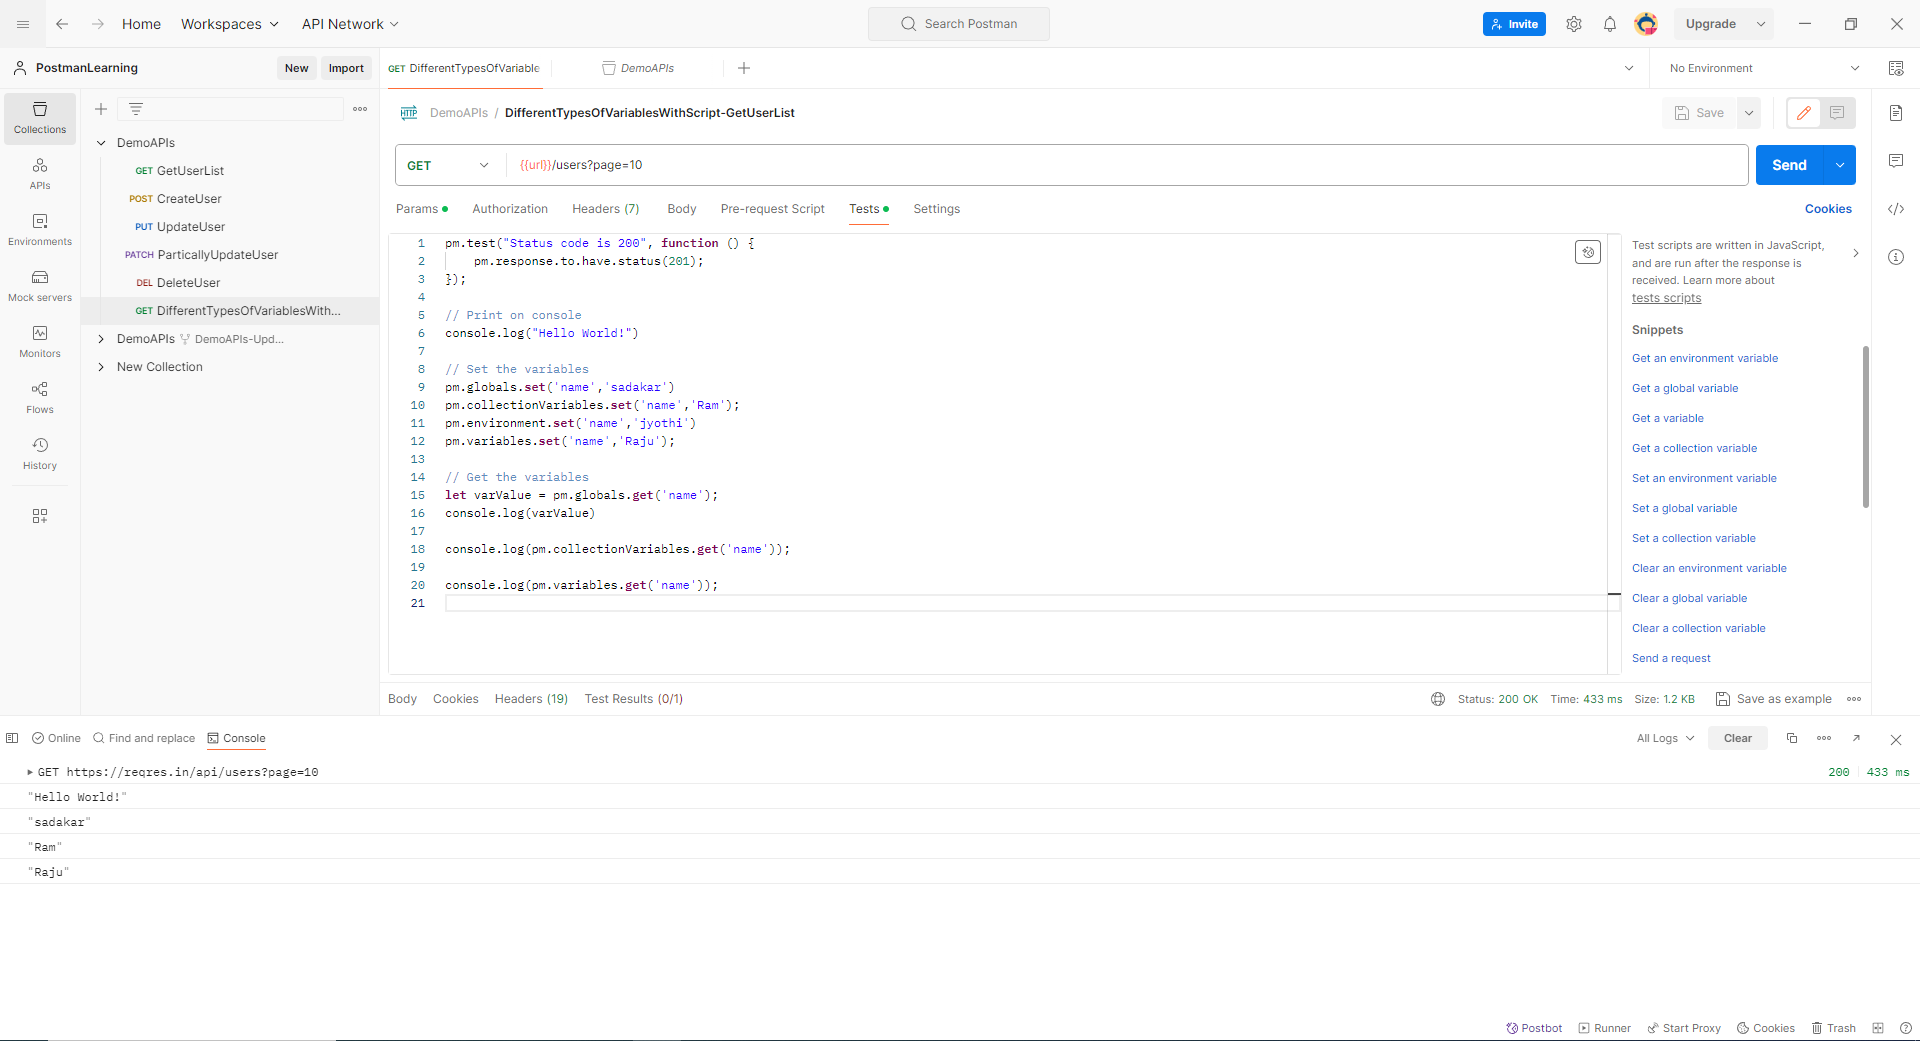 Home Workspaces API Network Search Postman Invite Upgrade
PostmanLearning New Import GET DifferentTypesOfVariable DemoAPIs No Environment
Collections
APIs
Environments
Mock servers
Monitors
Flows
History
DemoAPIs
GET GetUserList
POST CreateUser
PUT UpdateUser
PATCH ParticallyUpdateUser
DEL DeleteUser
GET DifferentTypesOfVariablesWith...
DemoAPIs DemoAPIs-Upd...
New Collection
HTTP DemoAPIs / DifferentTypesOfVariablesWithScript-GetUserList Save
GET {{url}}/users?page=10 Send
Params Authorization Headers (7) Body Pre-request Script Tests Settings Cookies
1 pm.test("Status code is 200", function () {
2 pm.response.to.have.status(201);
3 });
4
5 // Print on console
6 console.log("Hello World!")
7
8 // Set the variables
9 pm.globals.set('name','sadakar')
10 pm.collectionVariables.set('name','Ram');
11 pm.environment.set('name','jyothi')
12 pm.variables.set('name','Raju');
13
14 // Get the variables
15 let varValue = pm.globals.get('name');
16 console.log(varValue)
17
18 console.log(pm.collectionVariables.get('name'));
19
20 console.log(pm.variables.get('name'));
21
Test scripts are written in JavaScript,
and are run after the response is
received. Learn more about
tests scripts
Snippets
Get an environment variable
Get a global variable
Get a variable
Get a collection variable
Set an environment variable
Set a global variable
Set a collection variable
Clear an environment variable
Clear a global variable
Clear a collection variable
Send a request
Body Cookies Headers (19) Test Results (0/1) Status: 200 OK Time: 433 ms Size: 1.2 KB Save as example
Online Find and replace Console All Logs Clear
GET https://reqres.in/api/users?page=10 200 433 ms
"Hello World!"
"sadakar"
"Ram"
"Raju"
Postbot Runner Start Proxy Cookies Trash